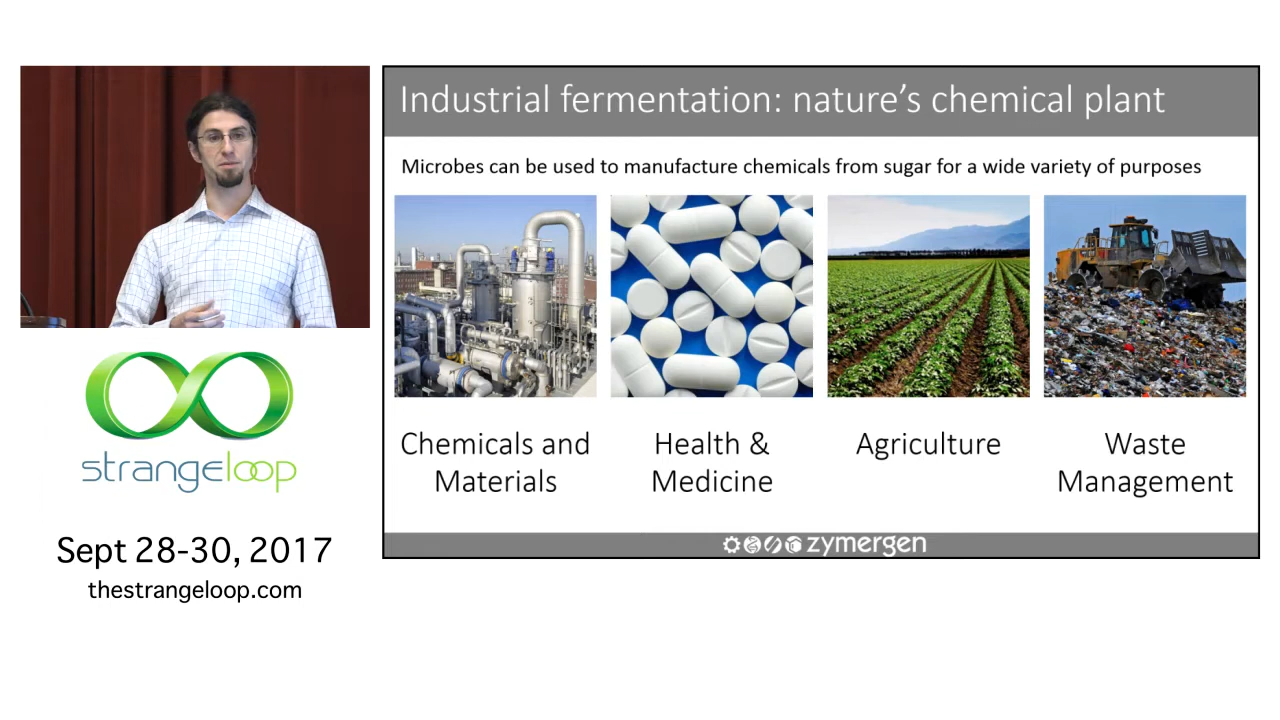 Industrial fermentation: nature's chemical plant
Microbes can be used to manufacture chemicals from sugar for a wide variety of purposes
Chemicals and
Materials
Health &
Medicine
Agriculture
Waste
Management
zymergen
strangeloop
Sept 28-30, 2017
thestrangeloop.com